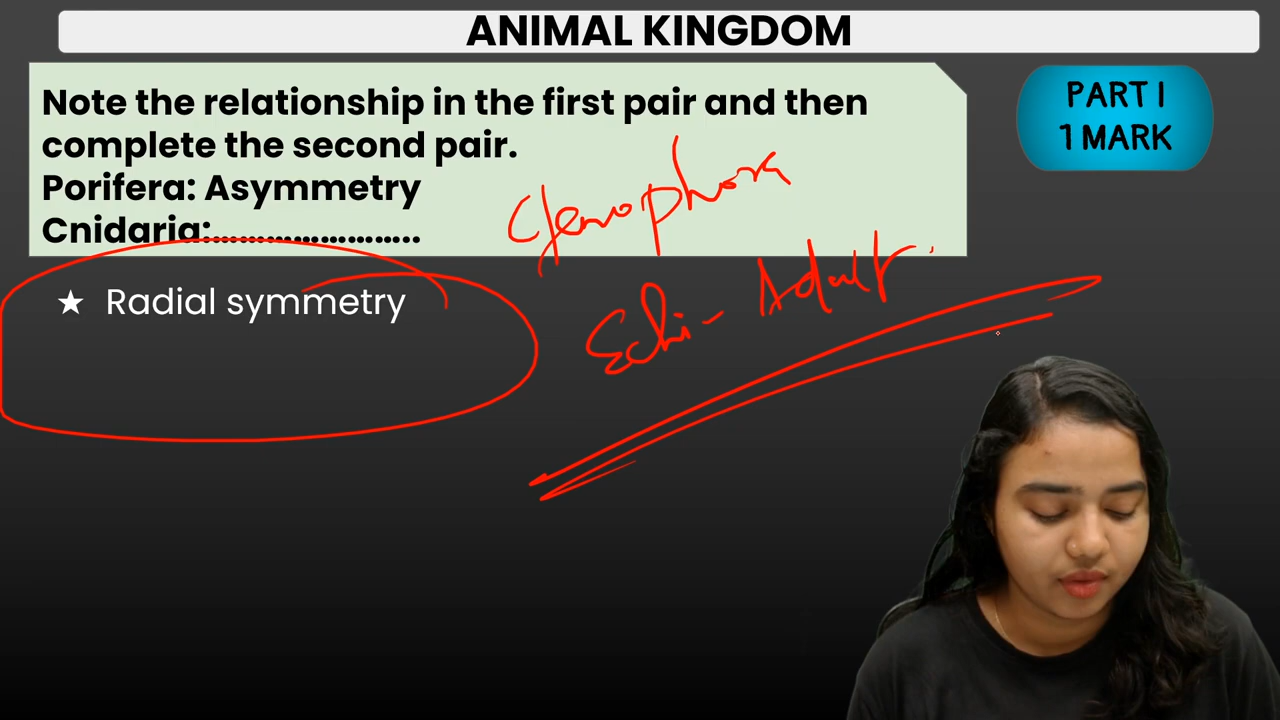 ANIMAL KINGDOM
Note the relationship in the first pair and then
complete the second pair.
Porifera: Asymmetry
Cnidaria:.......................
PART I
1 MARK
Ctenophora
★ Radial symmetry
Echi - Adult.